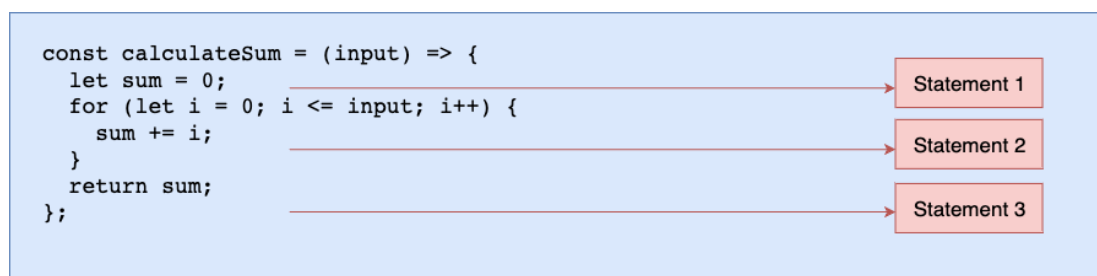 const calculateSum = (input) => {
  let sum = 0;
  for (let i = 0; i <= input; i++) {
    sum += i;
  }
  return sum;
};
Statement 1
Statement 2
Statement 3